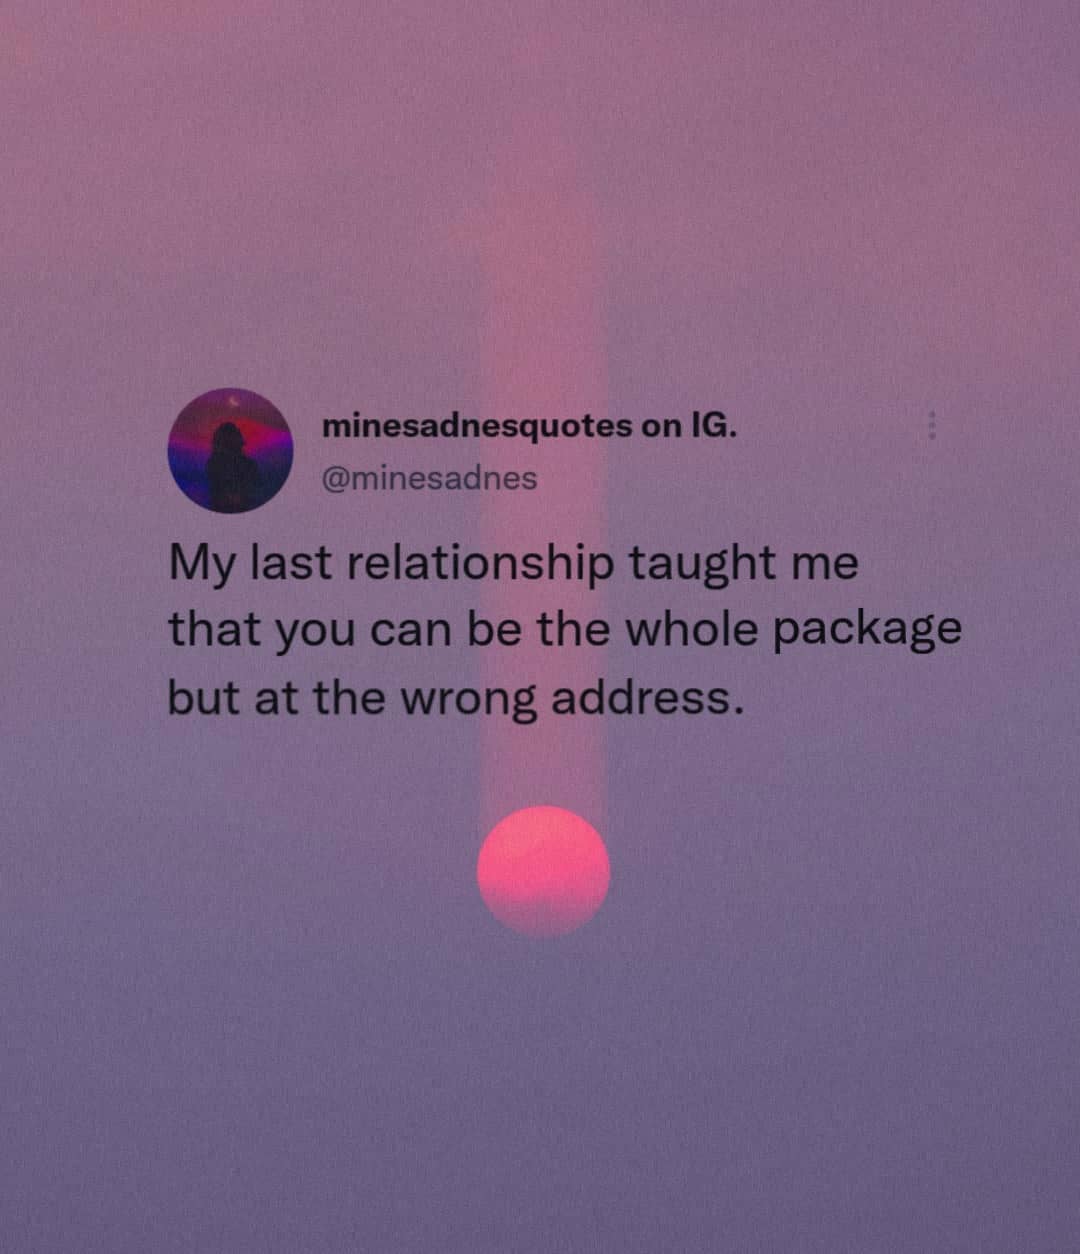 minesadnesquotes on IG.
@minesadnes
My last relationship taught me
that you can be the whole package
but at the wrong address.